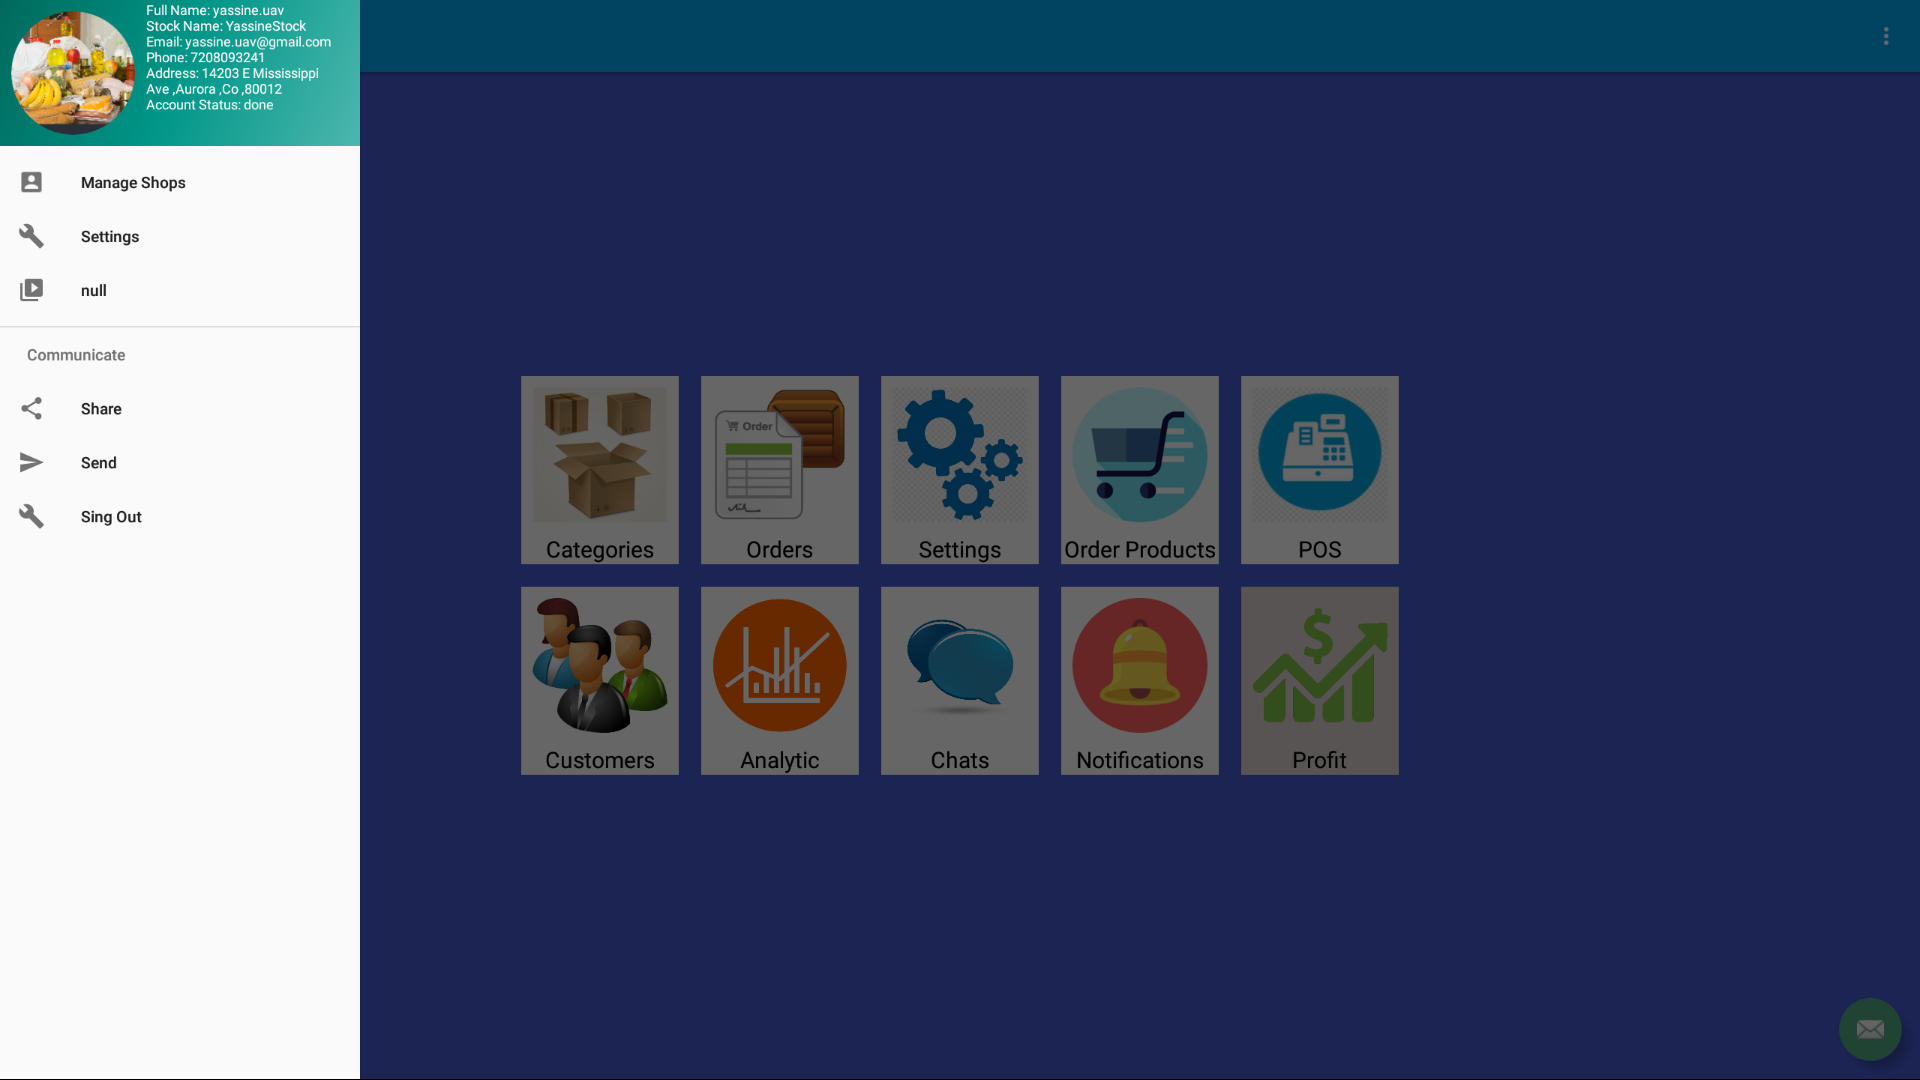 Full Name: yassine.uav
Stock Name: YassineStock
Email: yassine.uav@gmail.com
Phone: 7208093241
Address: 14203 E Mississippi
Ave ,Aurora ,Co ,80012
Account Status: done
Manage Shops
Settings
null
Communicate
Share
Send
Sing Out
Order
Categories
Orders
Settings
Order Products
POS
Customers
Analytic
Chats
Notifications
Profit